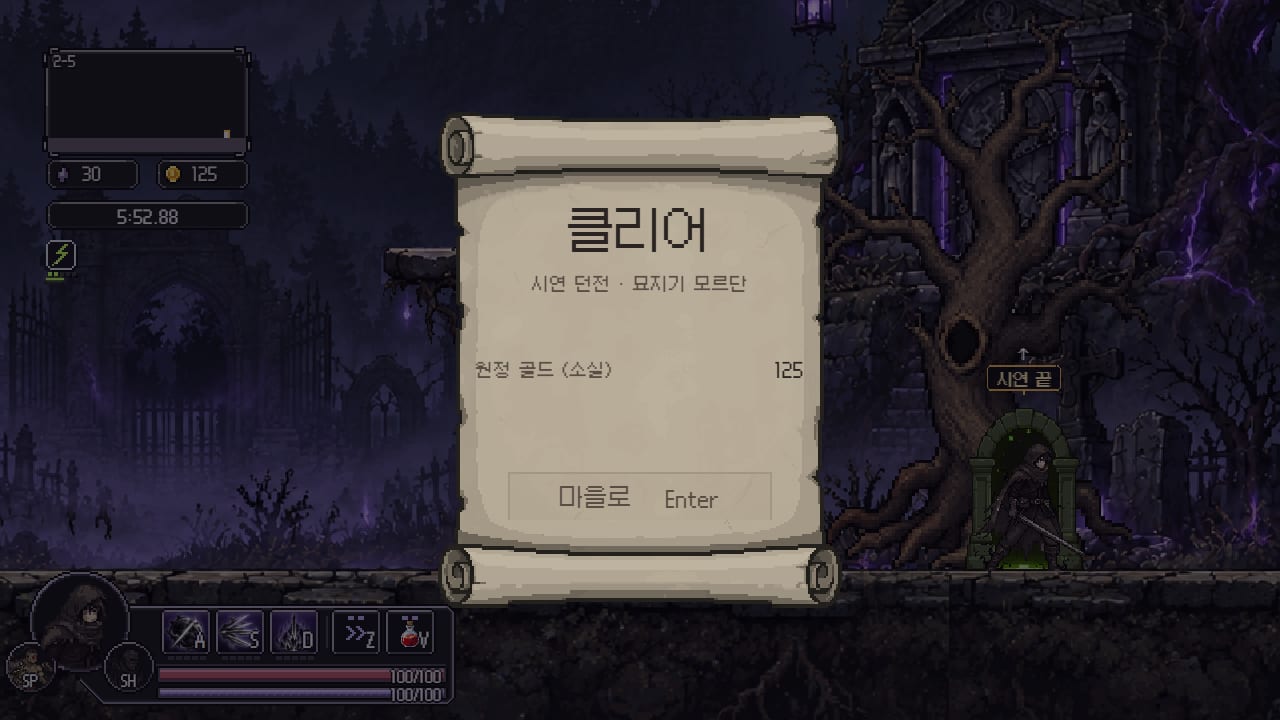 2-5
30
125
5:52.88
클리어
시연 던전 · 묘지기 모르단
원정 골드 (소실) 125
마을로 Enter
시연 끝
A S D Z V
SP SH
100/100
100/100